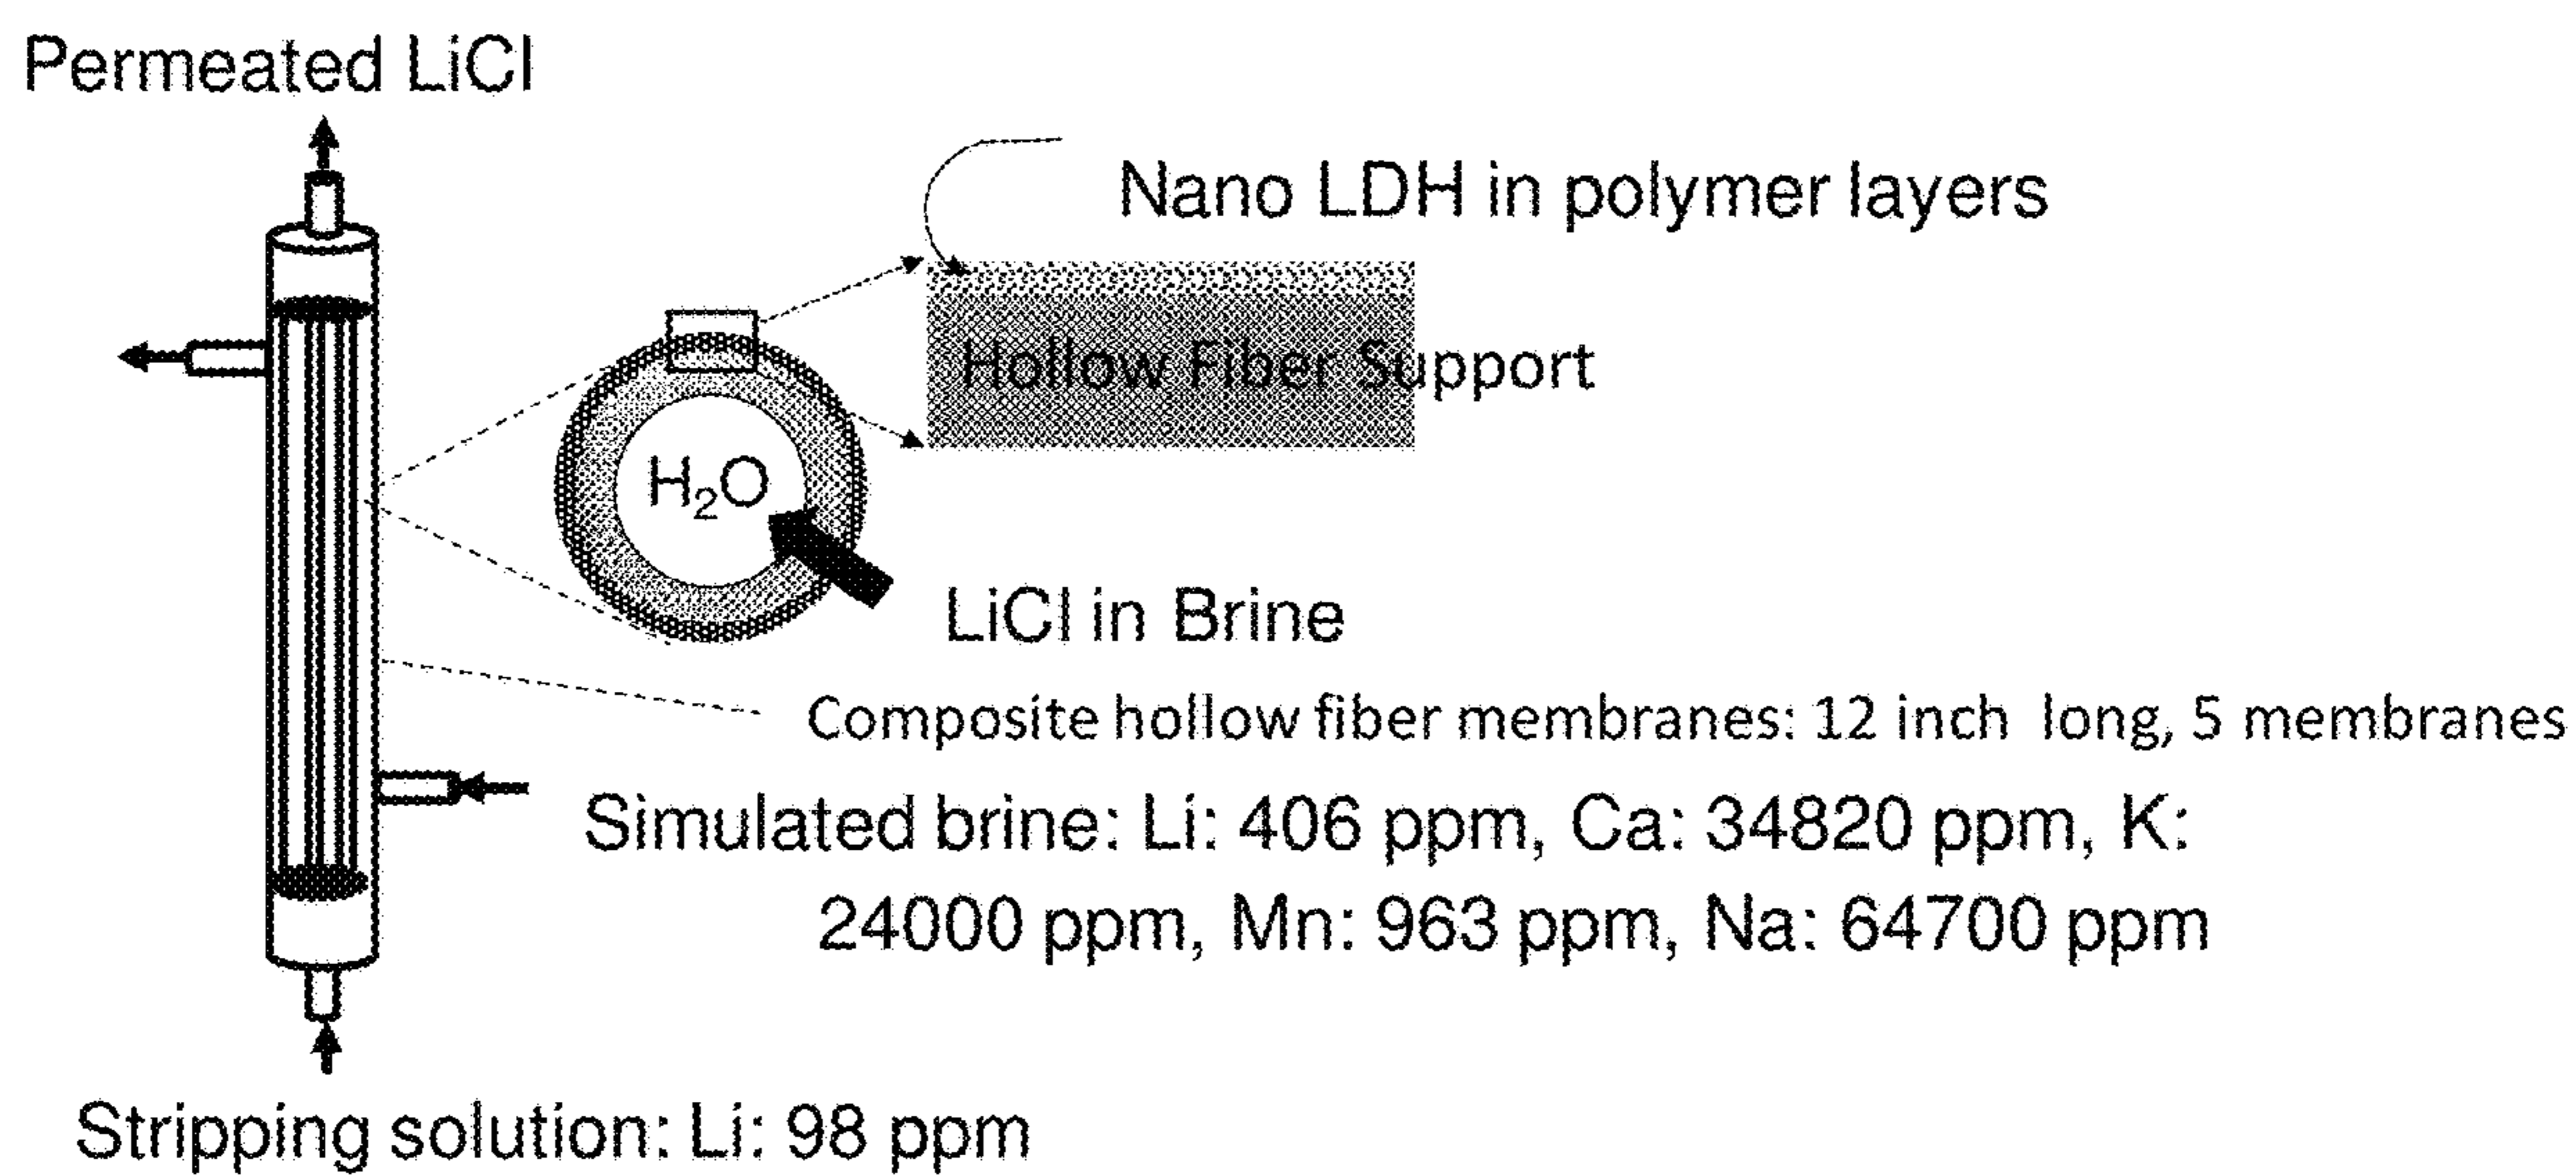 Permeated LiCl
Nano LDH in polymer layers
Hollow Fiber Support
H₂O
LiCl in Brine
Composite hollow fiber membranes: 12 inch long, 5 membranes
Simulated brine: Li: 406 ppm, Ca: 34820 ppm, K:
24000 ppm, Mn: 963 ppm, Na: 64700 ppm
Stripping solution: Li: 98 ppm